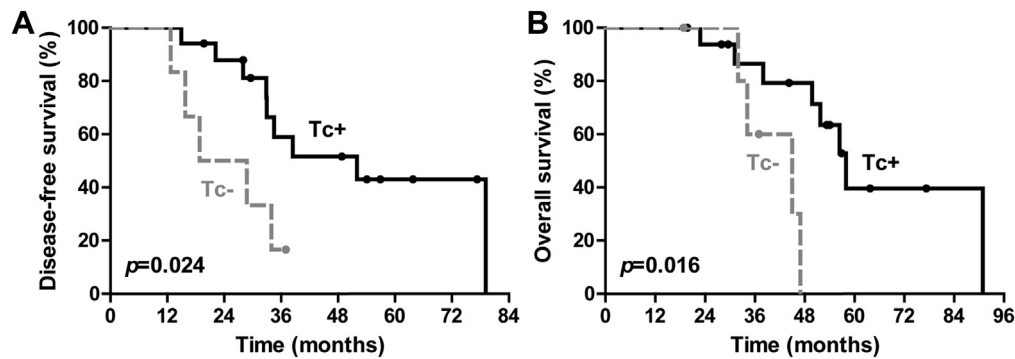 A
Disease-free survival (%)
100
80
60
40
20
0
Tc+
Tc-
p=0.024
0 12 24 36 48 60 72 84
Time (months)
B
Overall survival (%)
100
80
60
40
20
0
Tc-
Tc+
p=0.016
0 12 24 36 48 60 72 84 96
Time (months)